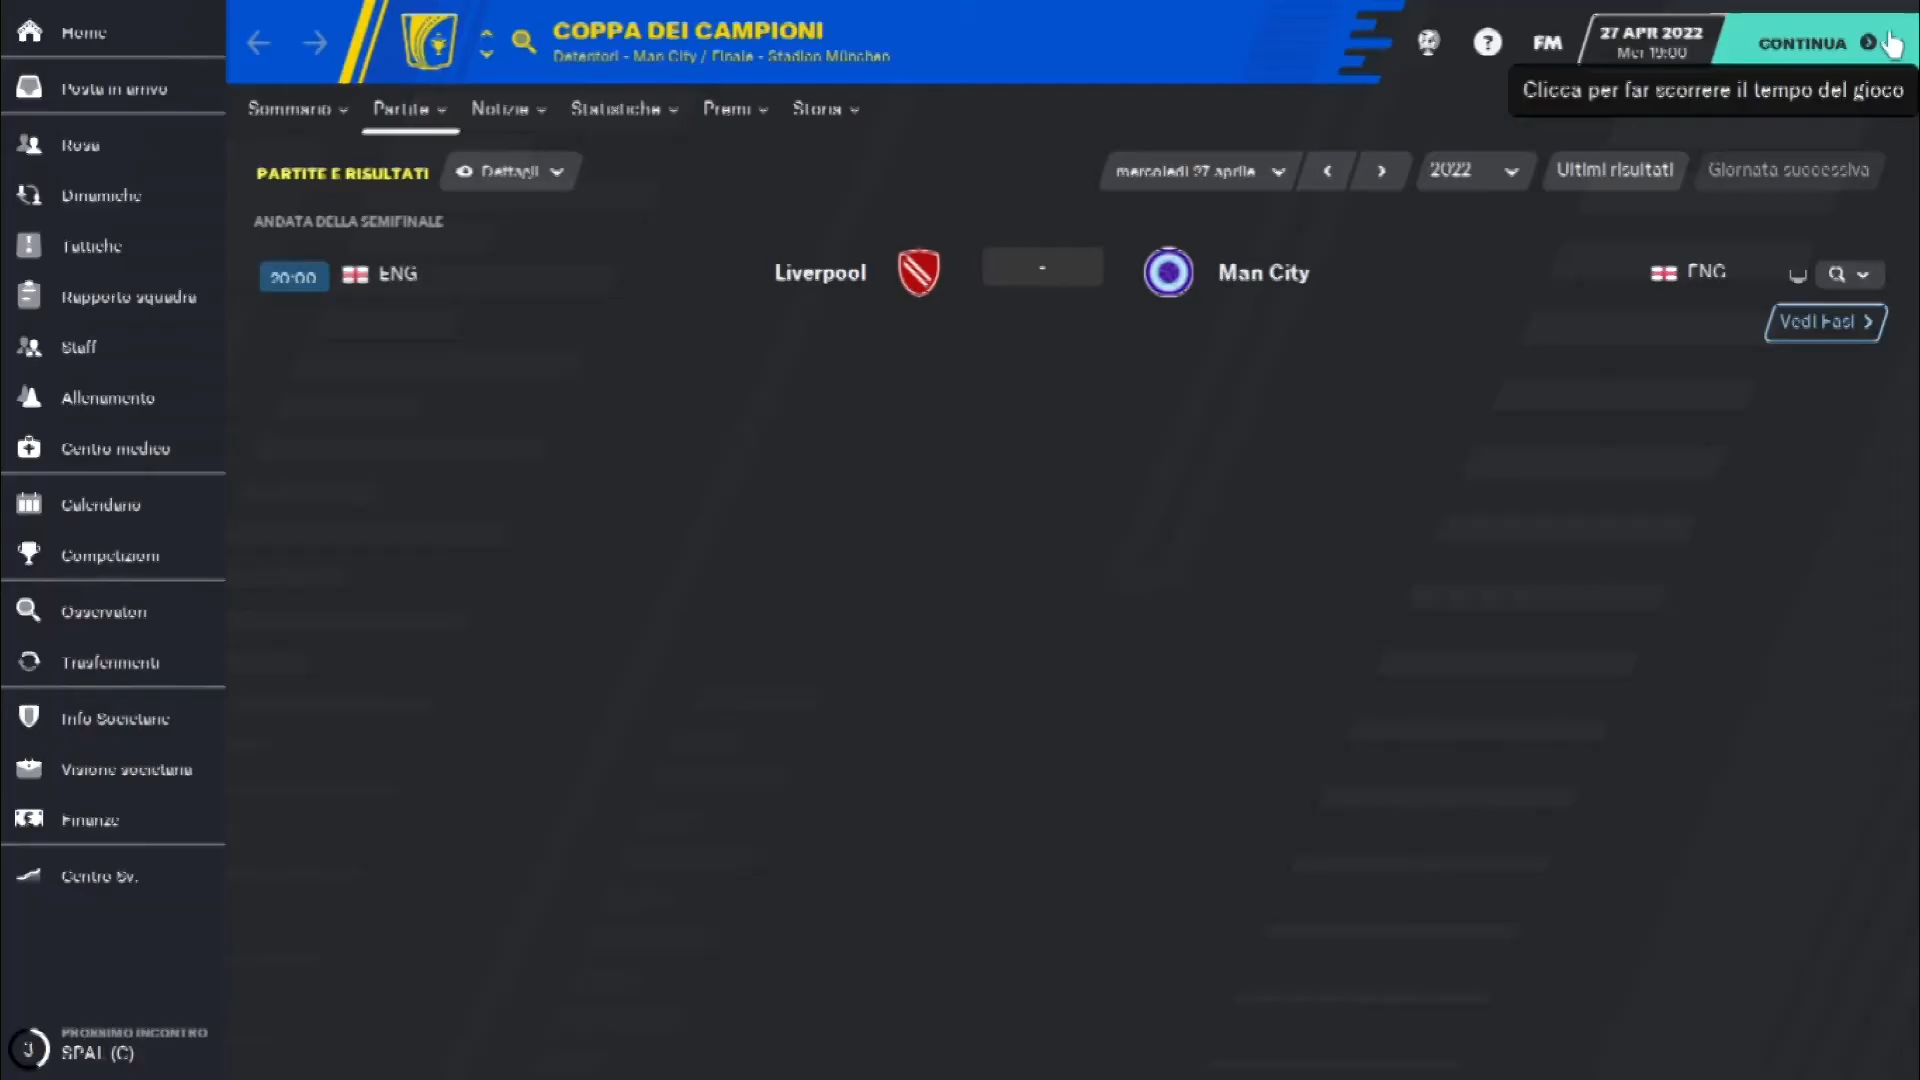 Home
Posta in arrivo
Rosa
Dinamiche
Tattiche
Rapporto squadra
Staff
Allenamento
Centro medico
Calendario
Competizioni
Osservatori
Trasferimenti
Info Societarie
Visione societaria
Finanze
Centro Sv.
PROSSIMO INCONTRO
3
SPAL (C)
COPPA DEI CAMPIONI
Detentori - Man City / Finale - Stadion München
?
FM
27 APR 2022
Mer 19:00
CONTINUA
Clicca per far scorrere il tempo del gioco
Sommario
Partite
Notizie
Statistiche
Premi
Storia
PARTITE E RISULTATI
Dettagli
mercoledì 27 aprile
2022
Ultimi risultati
Giornata successiva
ANDATA DELLA SEMIFINALE
20:00 ENG Liverpool - Man City ENG
Vedi Fasi